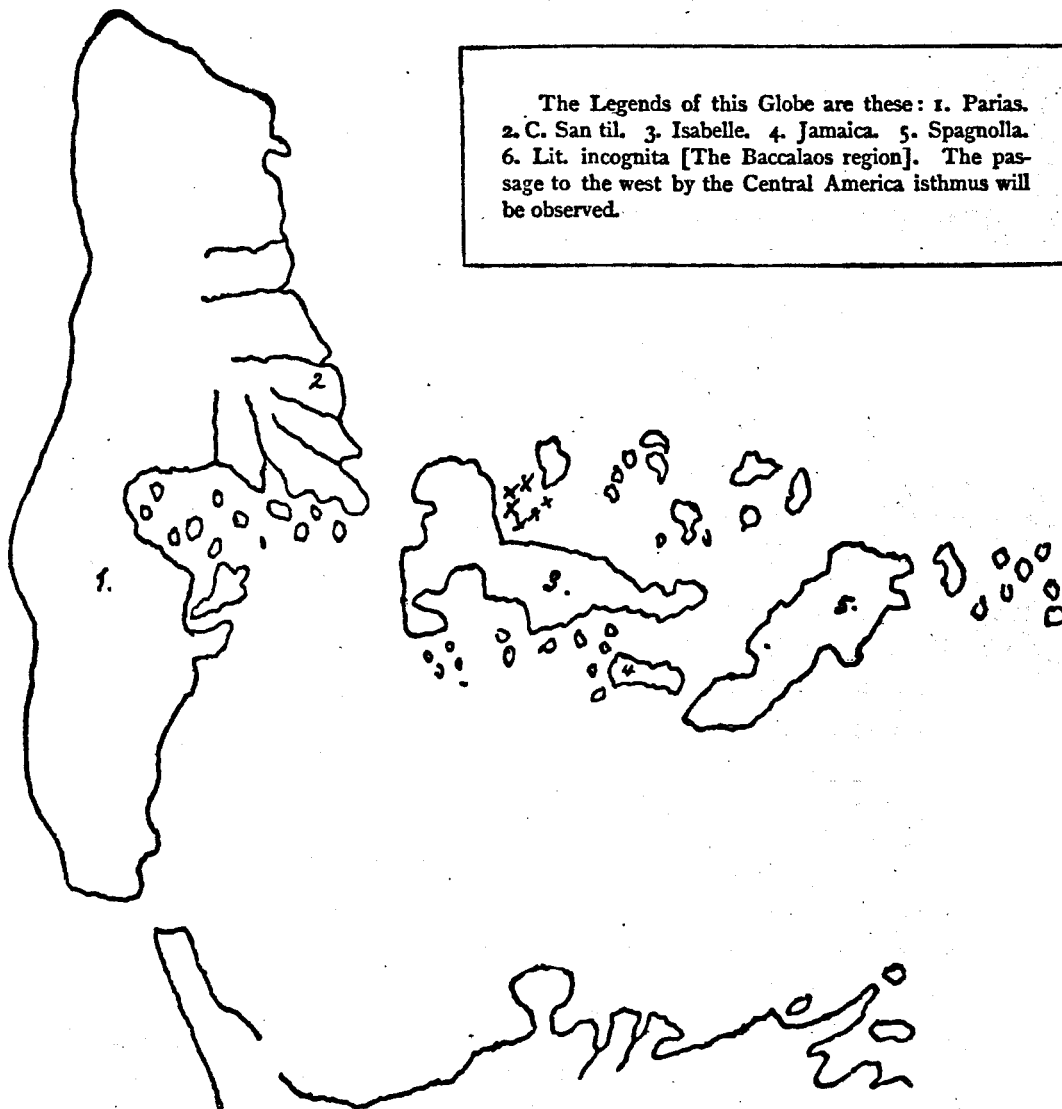 The Legends of this Globe are these: 1. Parias.
2. C. San til. 3. Isabelle. 4. Jamaica. 5. Spagnolla.
6. Lit. incognita [The Baccalaos region]. The pas-
sage to the west by the Central America isthmus will
be observed.
2
1.
3.
5.
4